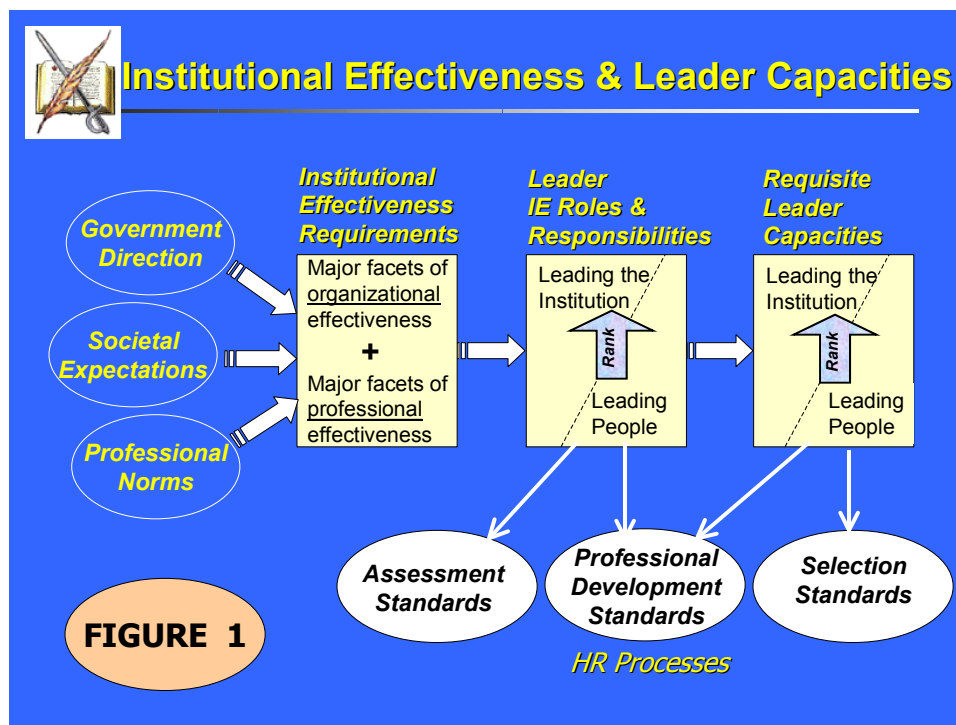 Institutional Effectiveness & Leader Capacities
Government
Direction
Societal
Expectations
Professional
Norms
Institutional
Effectiveness
Requirements
Major facets of
organizational
effectiveness
+
Major facets of
professional
effectiveness
Leader
IE Roles &
Responsibilities
Leading the
Institution
Rank
Leading
People
Requisite
Leader
Capacities
Leading the
Institution
Rank
Leading
People
Assessment
Standards
Professional
Development
Standards
Selection
Standards
HR Processes
FIGURE 1